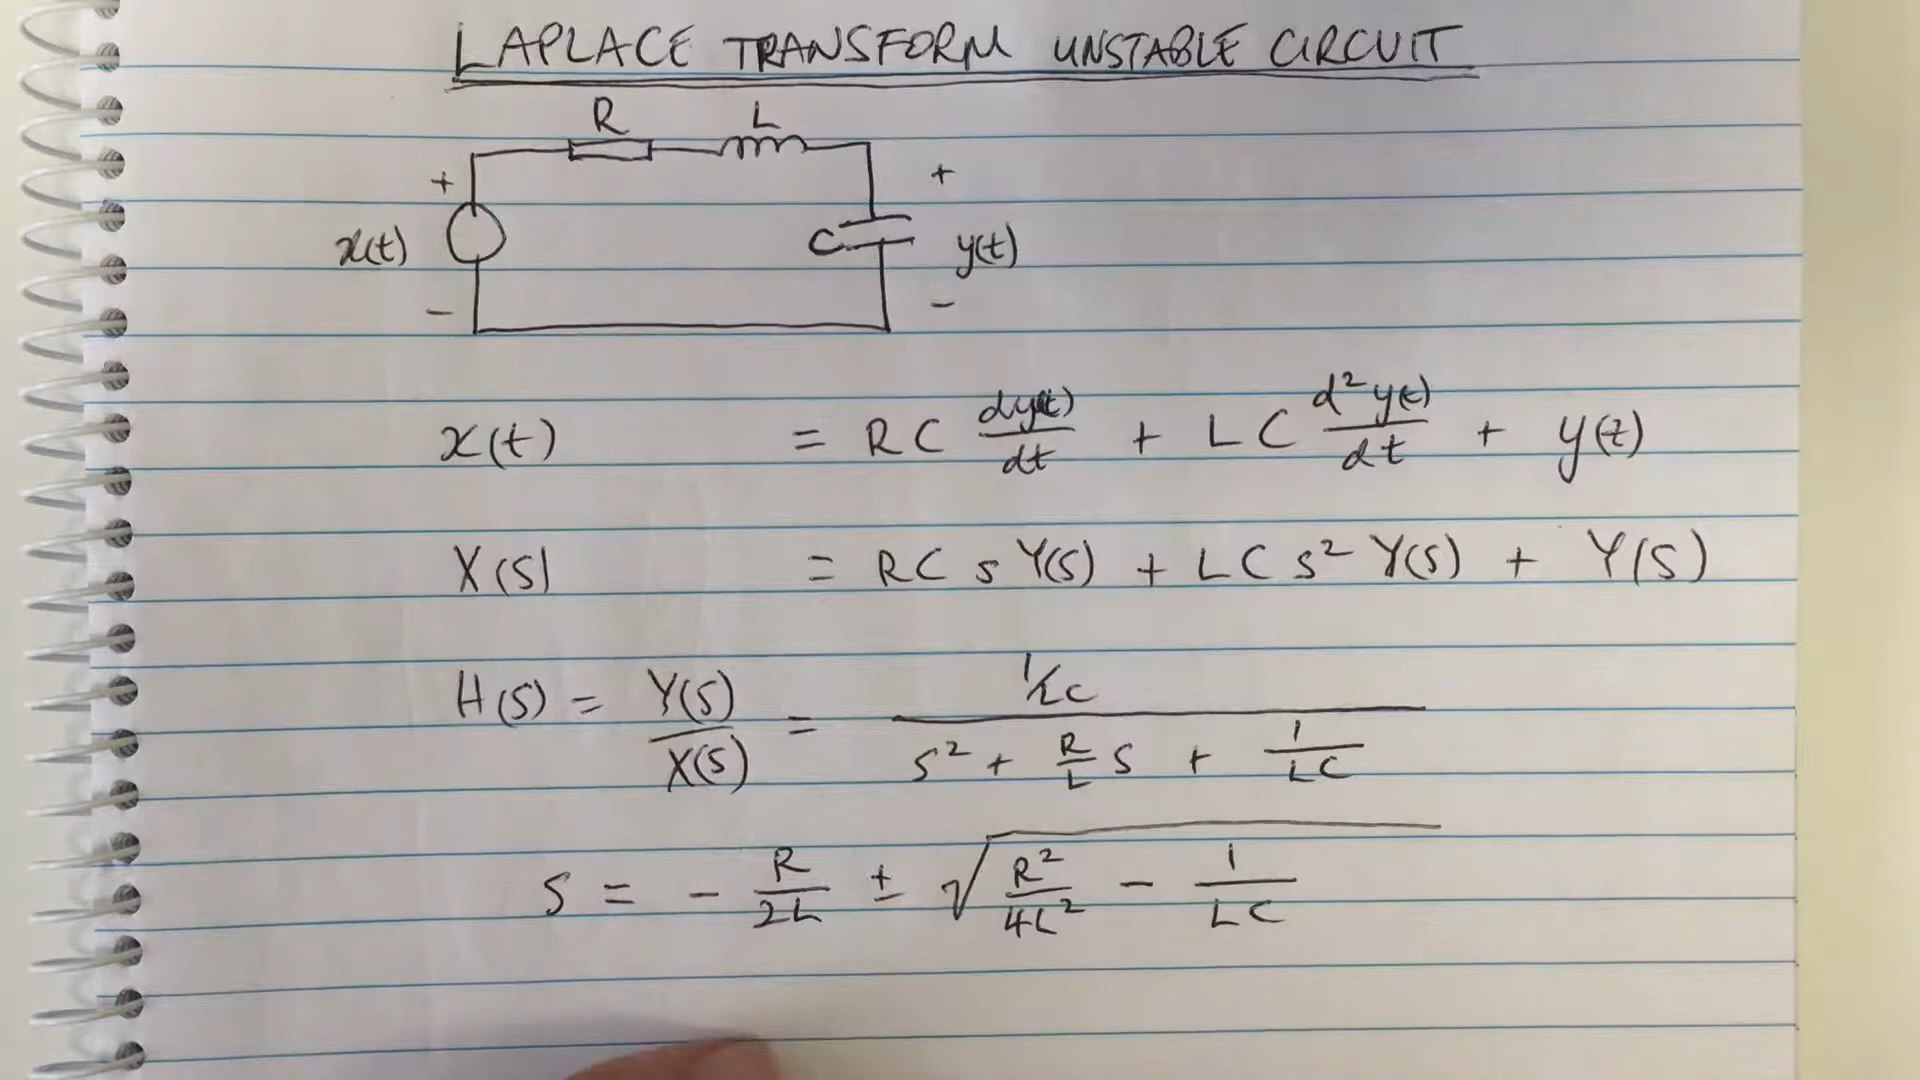 LAPLACE TRANSFORM UNSTABLE CIRCUIT
R L
+ +
x(t) C y(t)
- -
x(t) = RC dy(t)/dt + LC d²y(t)/dt + y(t)
X(s) = RC s Y(s) + LC s² Y(s) + Y(s)
H(s) = Y(s)/X(s) = (1/LC)/(s² + R/L s + 1/LC)
s = - R/2L ± √(R²/4L² - 1/LC)